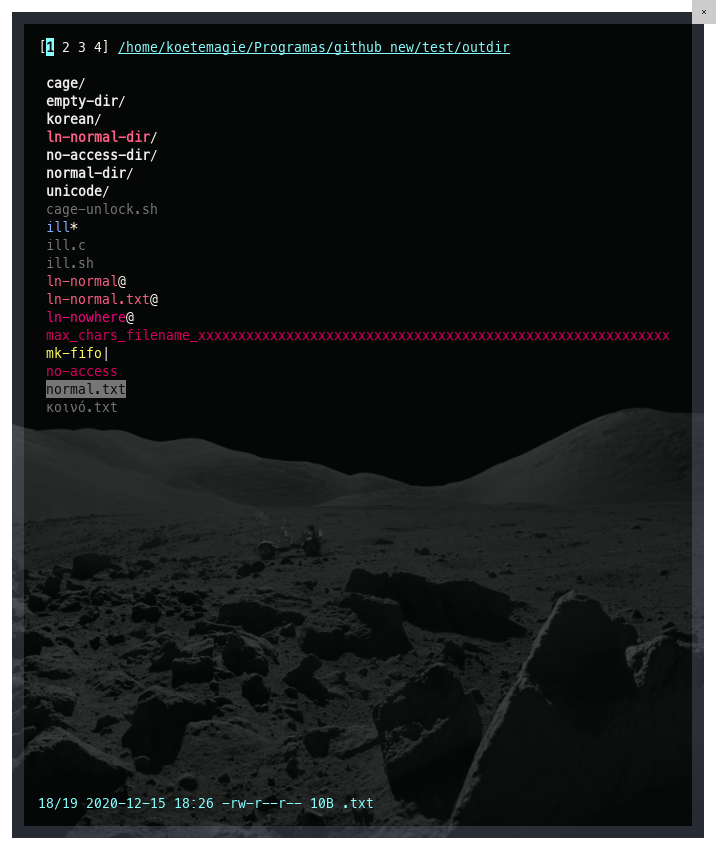 [1 2 3 4] /home/koetemagie/Programas/github_new/test/outdir
cage/
empty-dir/
korean/
ln-normal-dir/
no-access-dir/
normal-dir/
unicode/
cage-unlock.sh
ill*
ill.c
ill.sh
ln-normal@
ln-normal.txt@
ln-nowhere@
max_chars_filename_xxxxxxxxxxxxxxxxxxxxxxxxxxxxxxxxxxxxxxxxxxxxxxxxxxxxxxxxxxx
mk-fifo|
no-access
normal.txt
κοινό.txt
18/19 2020-12-15 18:26 -rw-r--r-- 10B .txt